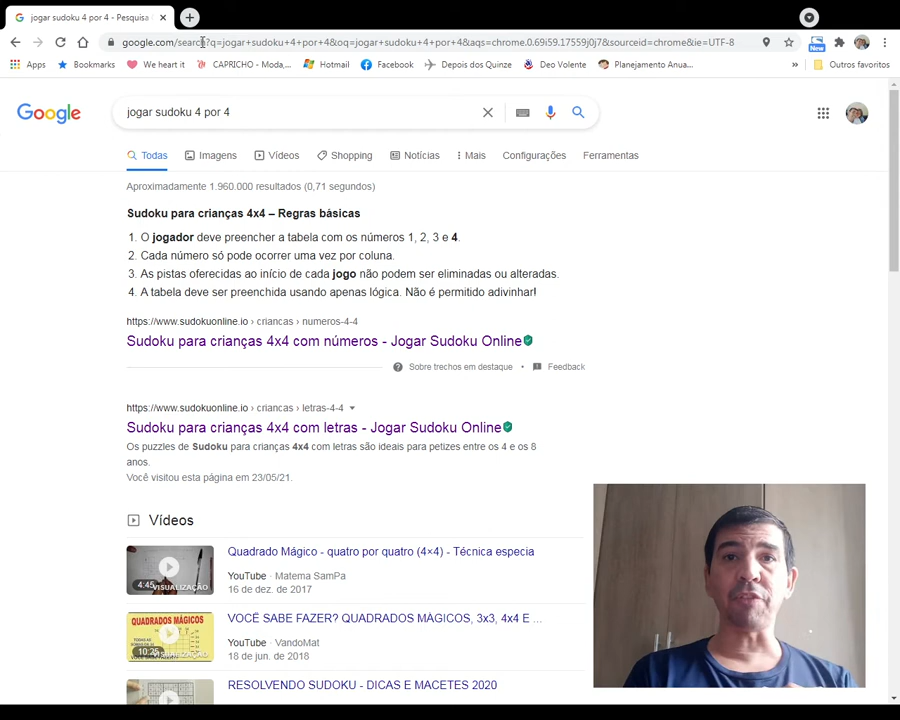 jogar sudoku 4 por 4 - Pesquisa
google.com/search?q=jogar+sudoku+4+por+4&oq=jogar+sudoku+4+por+4&aqs=chrome.0.69i59.17559j0j7&sourceid=chrome&ie=UTF-8
New
Apps
Bookmarks
We heart it
CAPRICHO - Moda,...
Hotmail
Facebook
Depois dos Quinze
Deo Volente
Planejamento Anua...
»
Outros favoritos
Google
jogar sudoku 4 por 4
Todas
Imagens
Vídeos
Shopping
Notícias
Mais
Configurações
Ferramentas
Aproximadamente 1.960.000 resultados (0,71 segundos)
Sudoku para crianças 4x4 – Regras básicas
1. O jogador deve preencher a tabela com os números 1, 2, 3 e 4.
2. Cada número só pode ocorrer uma vez por coluna.
3. As pistas oferecidas ao início de cada jogo não podem ser eliminadas ou alteradas.
4. A tabela deve ser preenchida usando apenas lógica. Não é permitido adivinhar!
https://www.sudokuonline.io › criancas › numeros-4-4
Sudoku para crianças 4x4 com números - Jogar Sudoku Online
Sobre trechos em destaque • Feedback
https://www.sudokuonline.io › criancas › letras-4-4
Sudoku para crianças 4x4 com letras - Jogar Sudoku Online
Os puzzles de Sudoku para crianças 4x4 com letras são ideais para petizes entre os 4 e os 8
anos.
Você visitou esta página em 23/05/21.
Vídeos
Quadrado Mágico - quatro por quatro (4×4) - Técnica especia
YouTube · Matema SamPa
16 de dez. de 2017
4:45
VISUALIZAÇÃO
VOCÊ SABE FAZER? QUADRADOS MÀGICOS, 3x3, 4x4 E ...
YouTube · VandoMat
18 de jun. de 2018
QUADRADOS MÁGICOS
10:25
VISUALIZAÇÃO
RESOLVENDO SUDOKU - DICAS E MACETES 2020